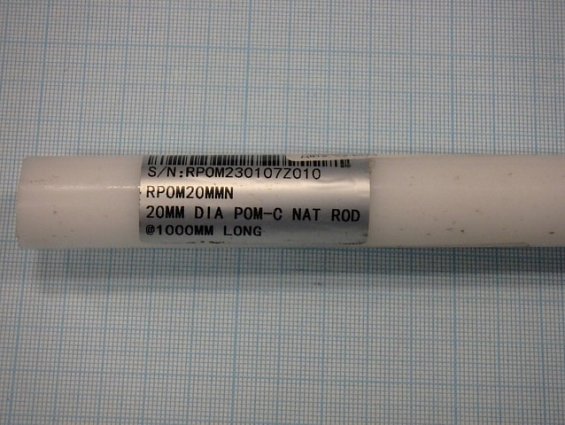 S/N:RPOM230107Z010
RPOM20MMN
20MM DIA POM-C NAT ROD
@1000MM LONG